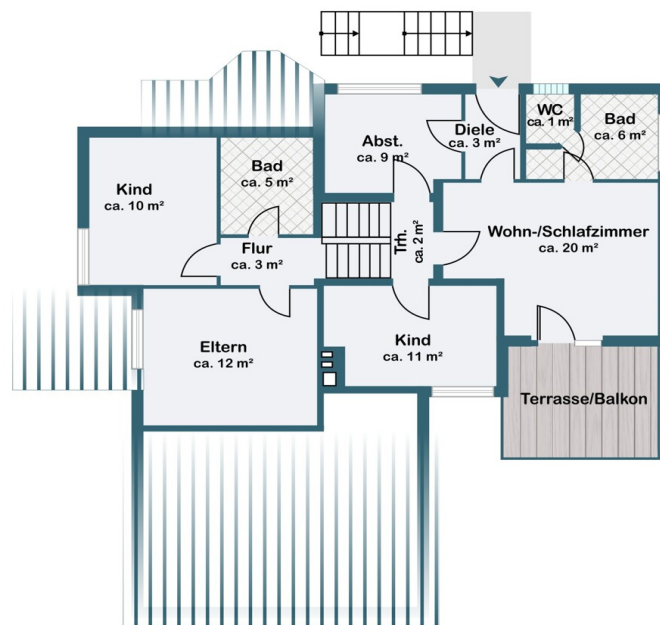 WC
ca. 1 m²
Bad
ca. 6 m²
Diele
ca. 3 m²
Abst.
ca. 9 m²
Bad
ca. 5 m²
Kind
ca. 10 m²
Trh.
ca. 2 m²
Wohn-/Schlafzimmer
ca. 20 m²
Flur
ca. 3 m²
Eltern
ca. 12 m²
Kind
ca. 11 m²
Terrasse/Balkon